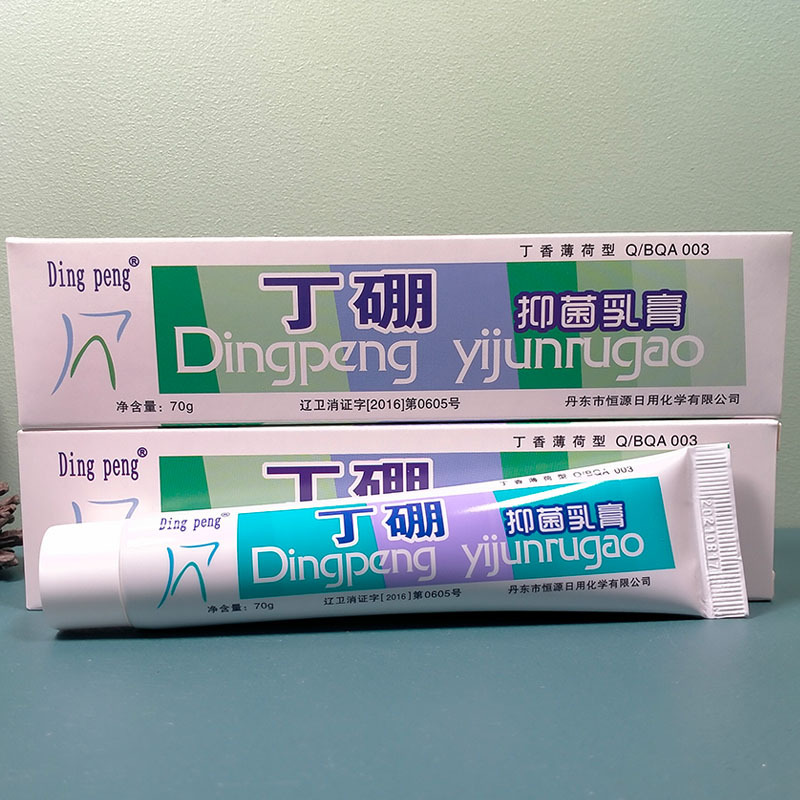 丁香薄荷型 Q/BQA 003
Ding peng®
丁硼 抑菌乳膏
Dingpeng yijunrugao
净含量：70g 辽卫消证字[2016]第0605号 丹东市恒源日用化学有限公司
丁香薄荷型 Q/BQA 003
Ding peng®
丁硼
丁香薄荷型 Q/BQA 003
Ding peng®
丁硼 抑菌乳膏
Dingpeng yijunrugao
净含量：70g 辽卫消证字[2016]第0605号 丹东市恒源日用化学有限公司